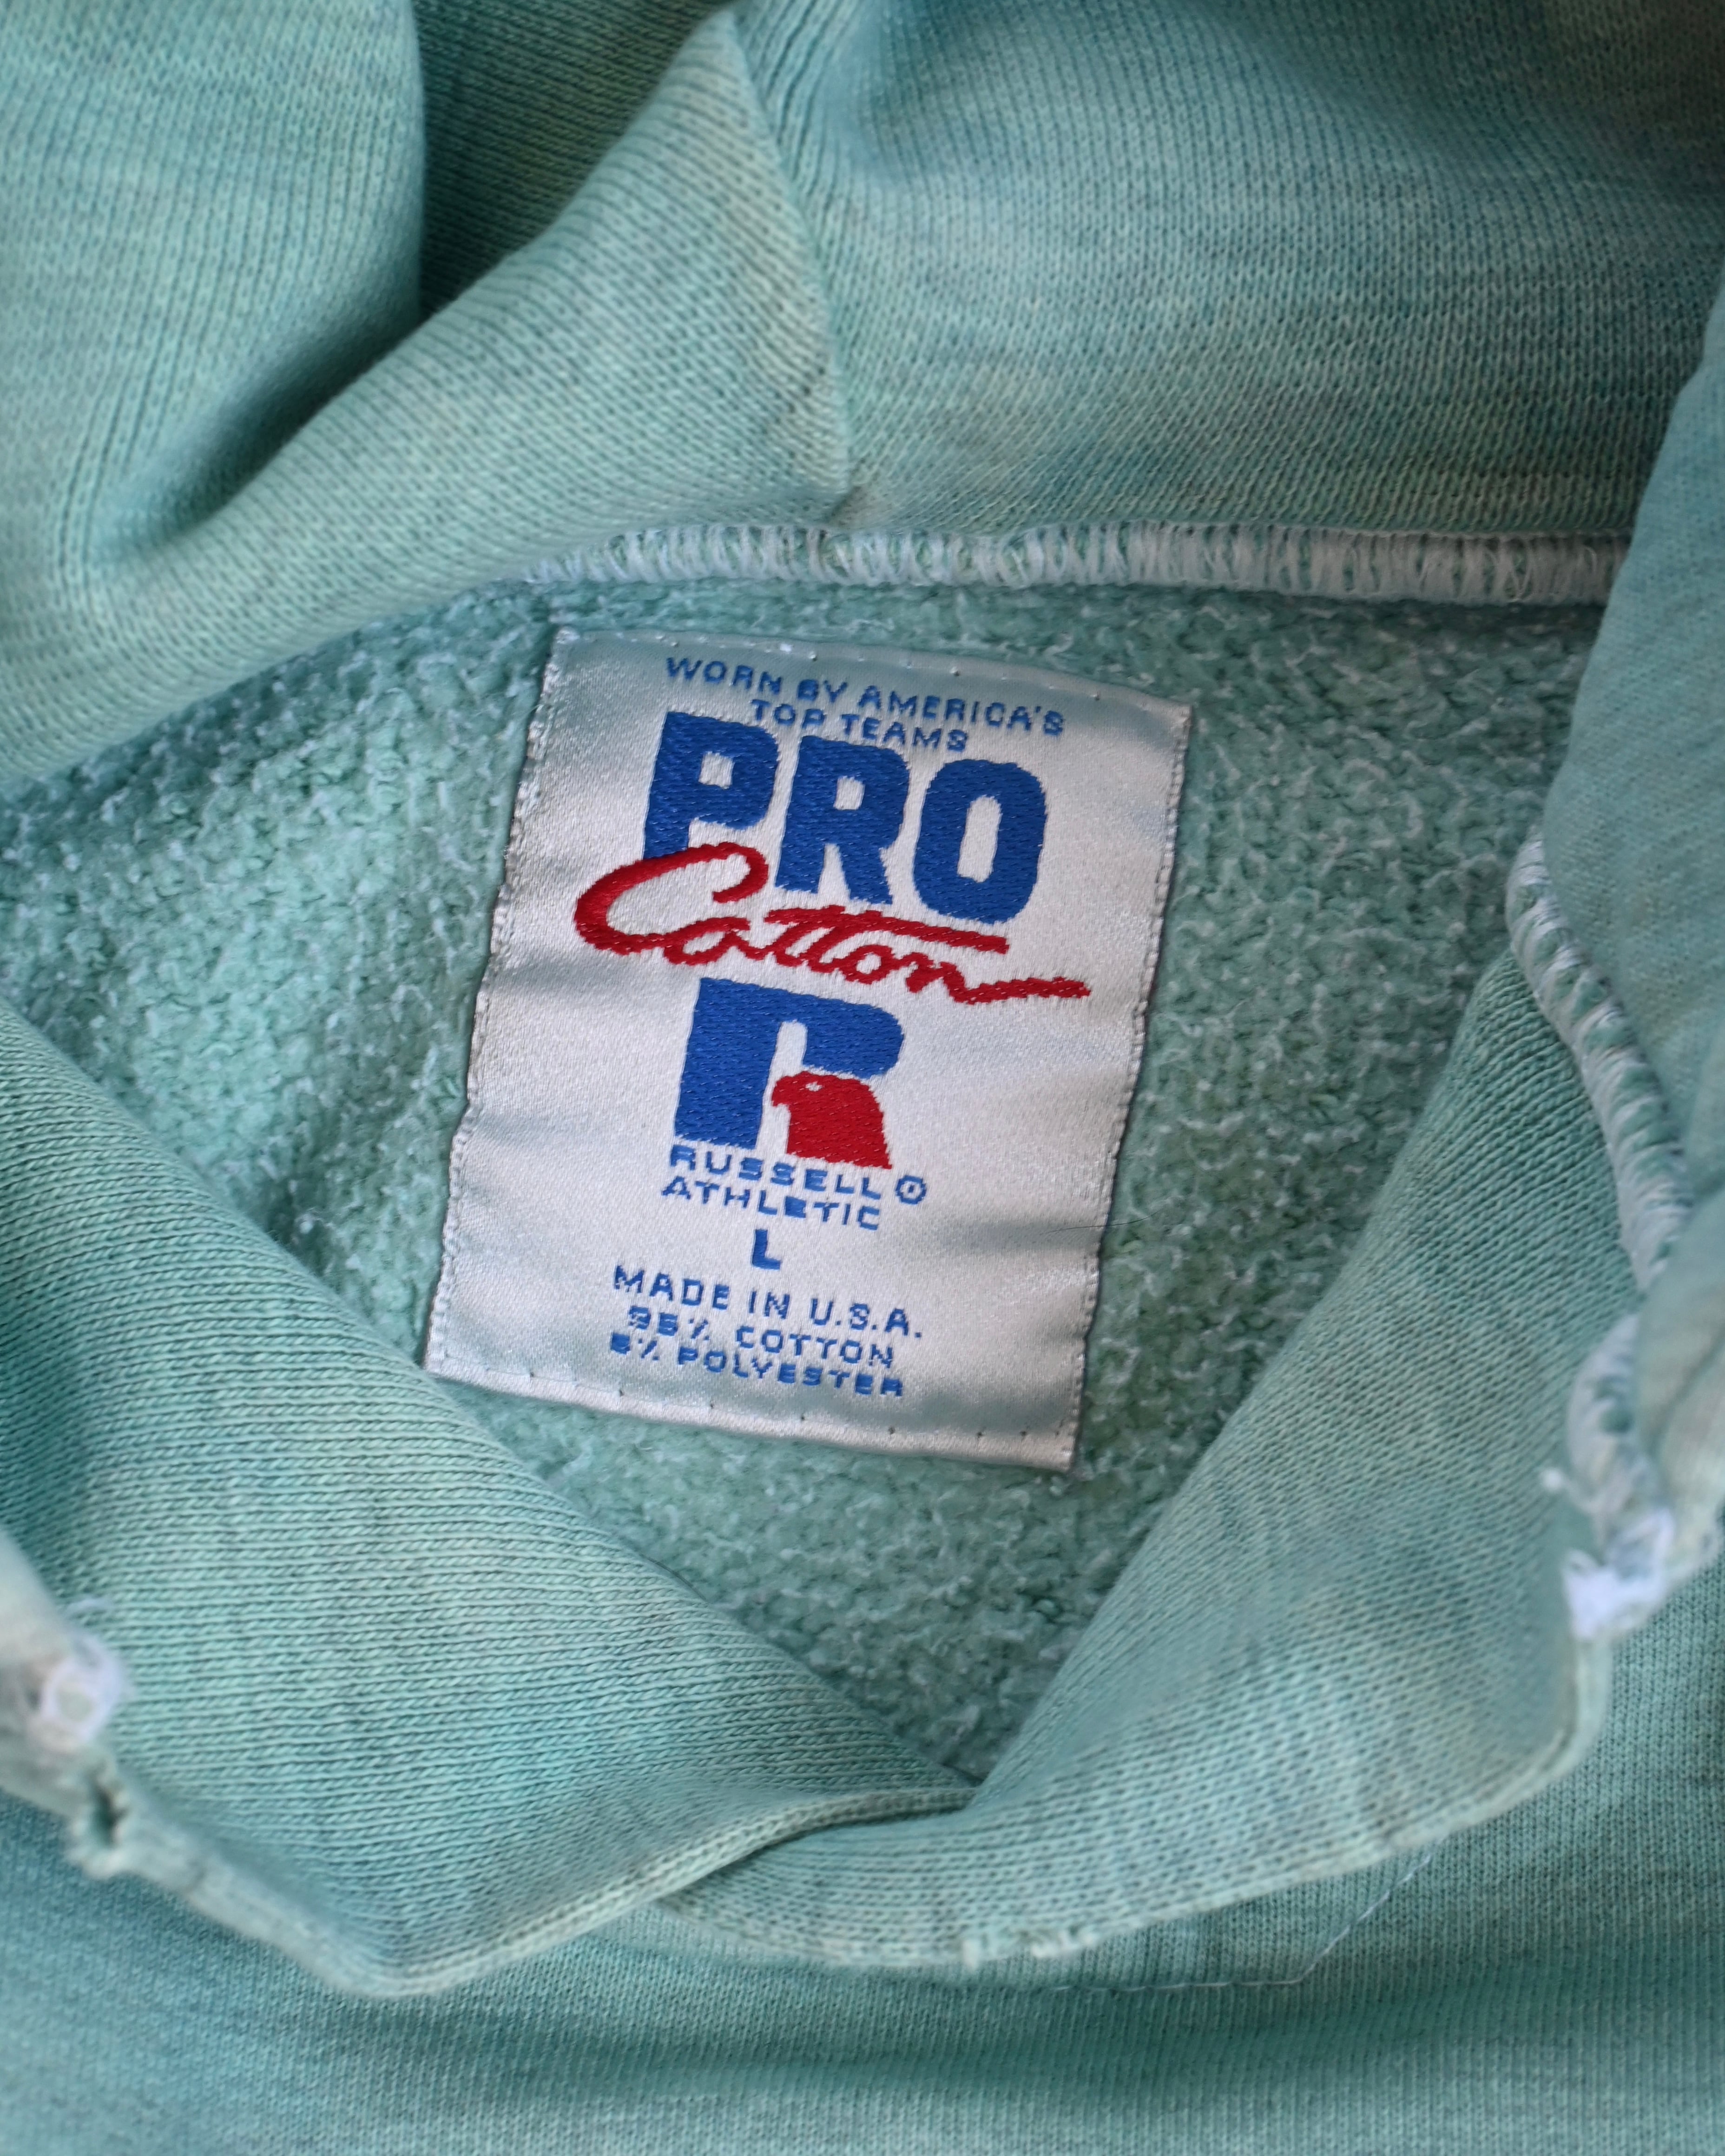 WORN BY AMERICA'S
TOP TEAMS
PRO
Cotton
R
RUSSELL ®
ATHLETIC
L
MADE IN U.S.A.
95% COTTON
5% POLYESTER